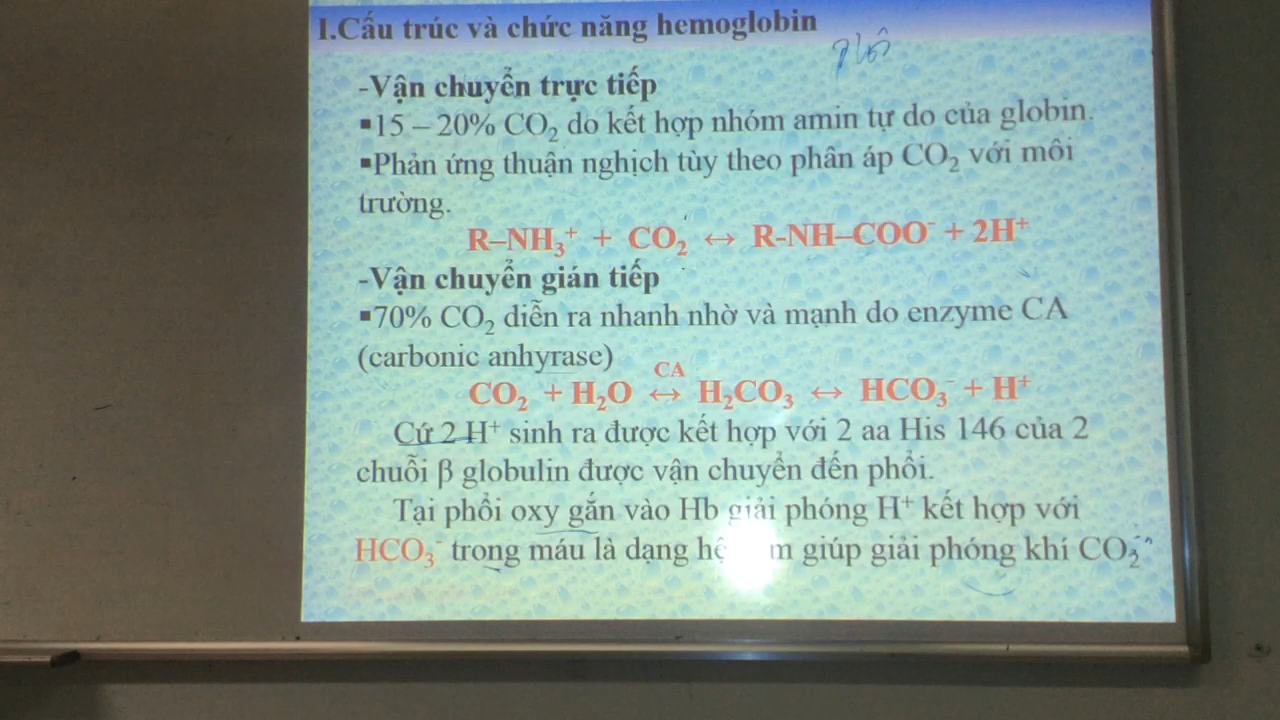 I.Cấu trúc và chức năng hemoglobin
-Vận chuyển trực tiếp
▪15 – 20% CO₂ do kết hợp nhóm amin tự do của globin.
▪Phản ứng thuận nghịch tùy theo phân áp CO₂ với môi
trường.
R–NH₃⁺ + CO₂ ↔ R-NH–COO⁻ + 2H⁺
-Vận chuyển gián tiếp
▪70% CO₂ diễn ra nhanh nhờ và mạnh do enzyme CA
(carbonic anhyrase)
CA
CO₂ + H₂O ↔ H₂CO₃ ↔ HCO₃⁻ + H⁺
Cứ 2 H⁺ sinh ra được kết hợp với 2 aa His 146 của 2
chuỗi β globulin được vận chuyển đến phổi.
Tại phổi oxy gắn vào Hb giải phóng H⁺ kết hợp với
HCO₃⁻ trong máu là dạng giúp giải phóng khí CO₂